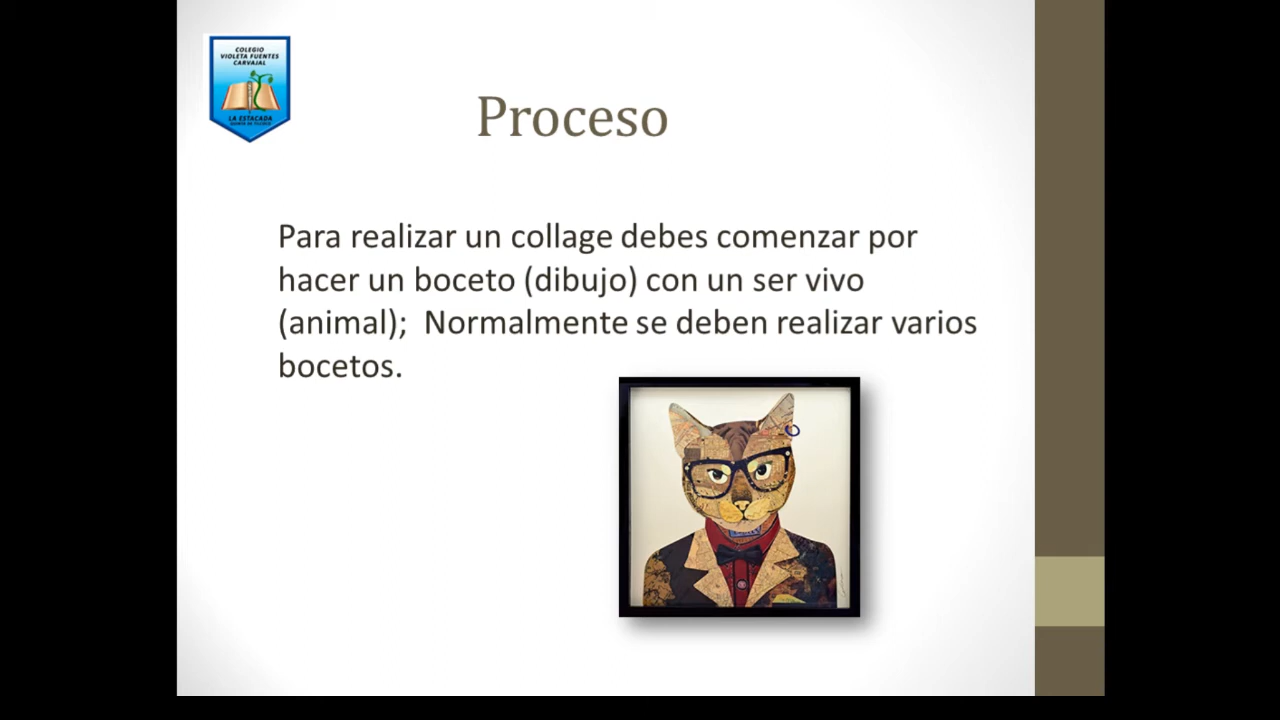 COLEGIO
VIOLETA FUENTES
CARVAJAL
LA ESTACADA
Proceso
Para realizar un collage debes comenzar por
hacer un boceto (dibujo) con un ser vivo
(animal);  Normalmente se deben realizar varios
bocetos.